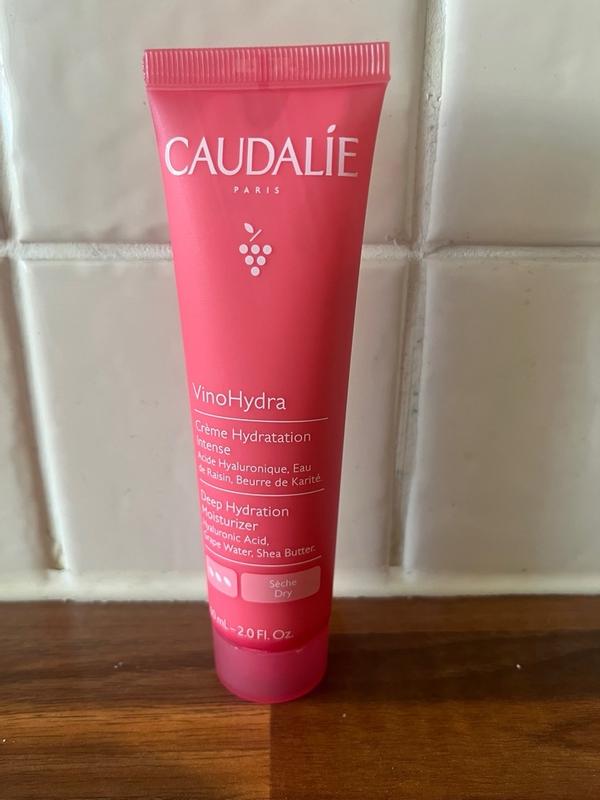 CAUDALÍE
PARIS
VinoHydra
Crème Hydratation
Intense
Acide Hyaluronique, Eau
de Raisin, Beurre de Karité.
Deep Hydration
Moisturizer
Hyaluronic Acid,
Grape Water, Shea Butter.
Sèche
Dry
mL - 2.0 Fl. Oz.